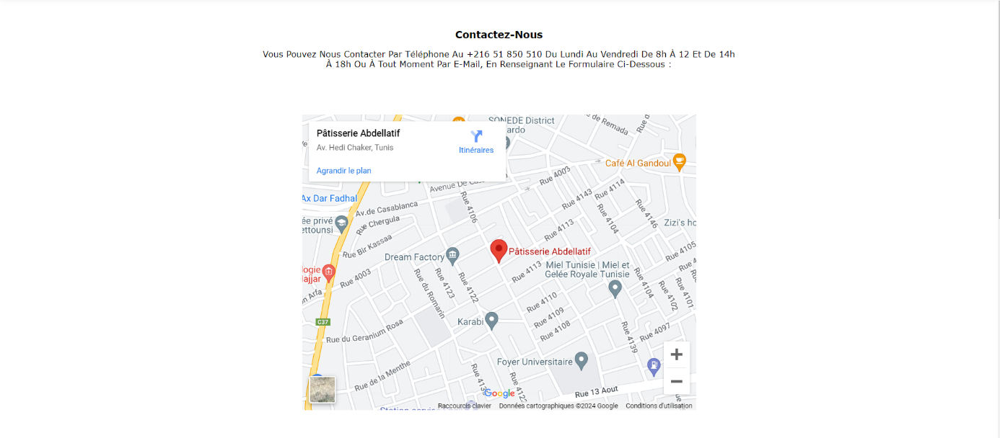 Contactez-Nous
Vous Pouvez Nous Contacter Par Téléphone Au +216 51 850 510 Du Lundi Au Vendredi De 8h À 12 Et De 14h
À 18h Ou À Tout Moment Par E-Mail, En Renseignant Le Formulaire Ci-Dessous :
Pâtisserie Abdellatif
Av. Hedi Chaker, Tunis
Itinéraires
Agrandir le plan
SONEDE District
ardo
de Remada
Rue d
Café Al Gandoul
Rue 4003
Avenue De Ca
Rue 4114
Rue 4143
Ax Dar Fadhal
Av.de Casablanca
Rue 4106
Rue 4146
Rue 4104
ée privé
ettounsi
Rue Chergula
Rue 4113
Zizi's ho
Rue Bir Kassaa
Dream Factory
Pâtisserie Abdellatif
Rue 4105
Miel Tunisie | Miel et
Gelée Royale Tunisie
Rue 4113
logie
lajjar
Rue 4003
Rue 4
Rue 4123
Rue 4122
Rue du Romarin
Rue 4104
Rue 4102
Rue 4101
n Arfa
Rue 4110
Rue 4109
Rue 4108
C37
Karabi
Rue du Geranium Rosa
Rue 4097
Rue 4139
Foyer Universitaire
Rue de la Menthe
Rue 413
Rue 4122
Rue 13 Aout
Google
Station servic
Raccourcis clavier
Données cartographiques ©2024 Google
Conditions d'utilisation